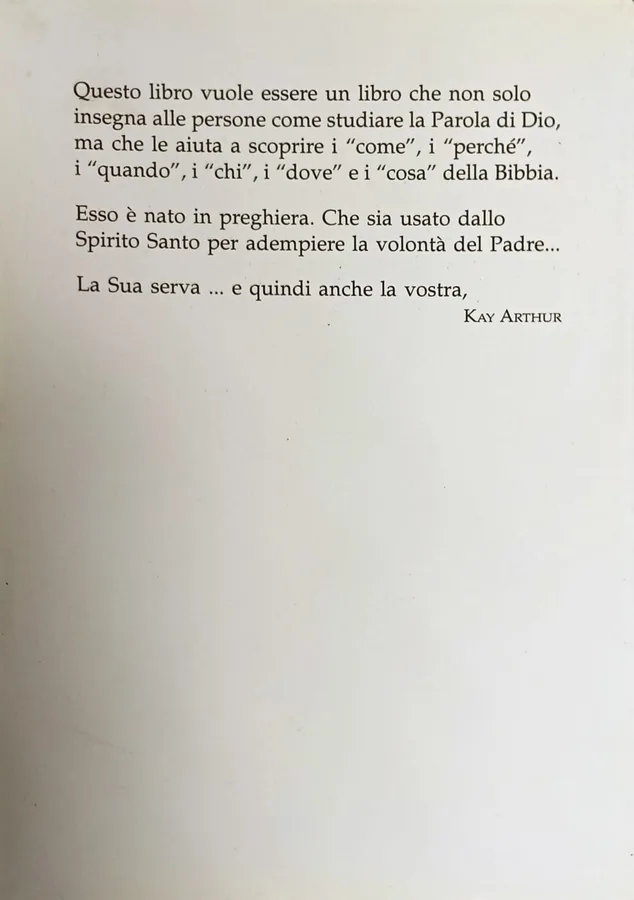 Questo libro vuole essere un libro che non solo
insegna alle persone come studiare la Parola di Dio,
ma che le aiuta a scoprire i “come”, i “perché”,
i “quando”, i “chi”, i “dove” e i “cosa” della Bibbia.
Esso è nato in preghiera. Che sia usato dallo
Spirito Santo per adempiere la volontà del Padre...
La Sua serva ... e quindi anche la vostra,
KAY ARTHUR